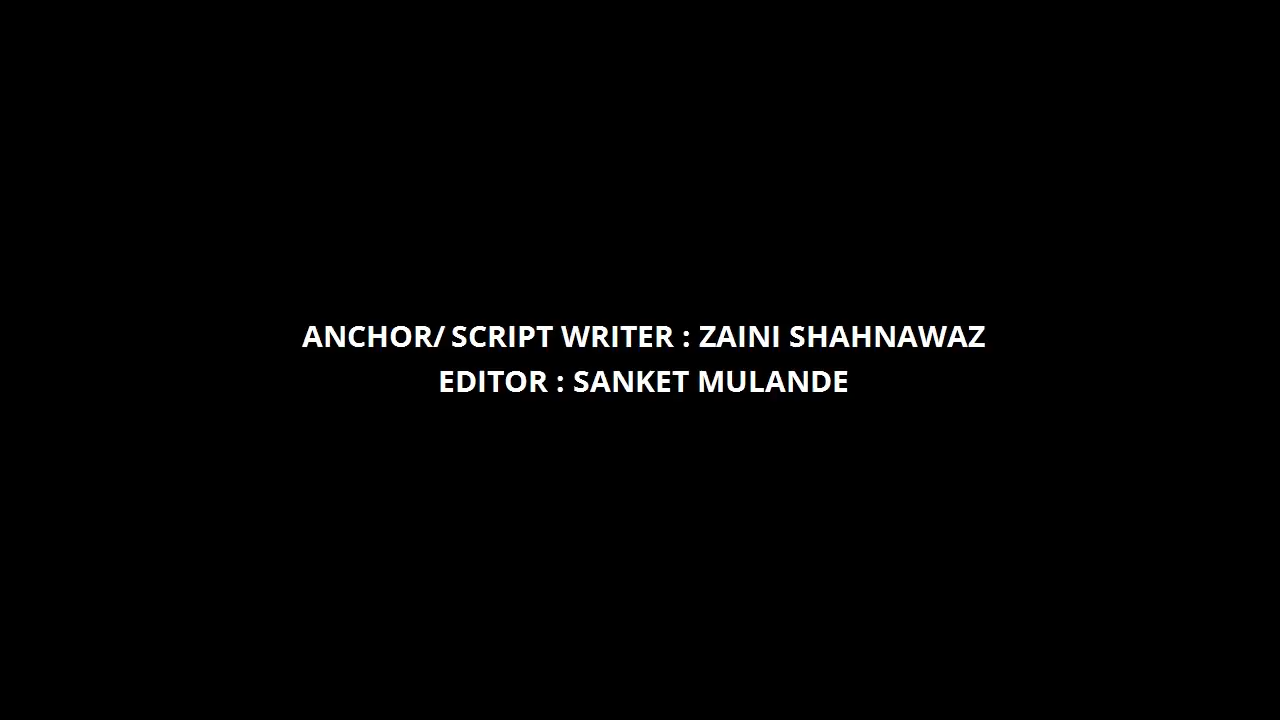 ANCHOR/ SCRIPT WRITER : ZAINI SHAHNAWAZ
EDITOR : SANKET MULANDE